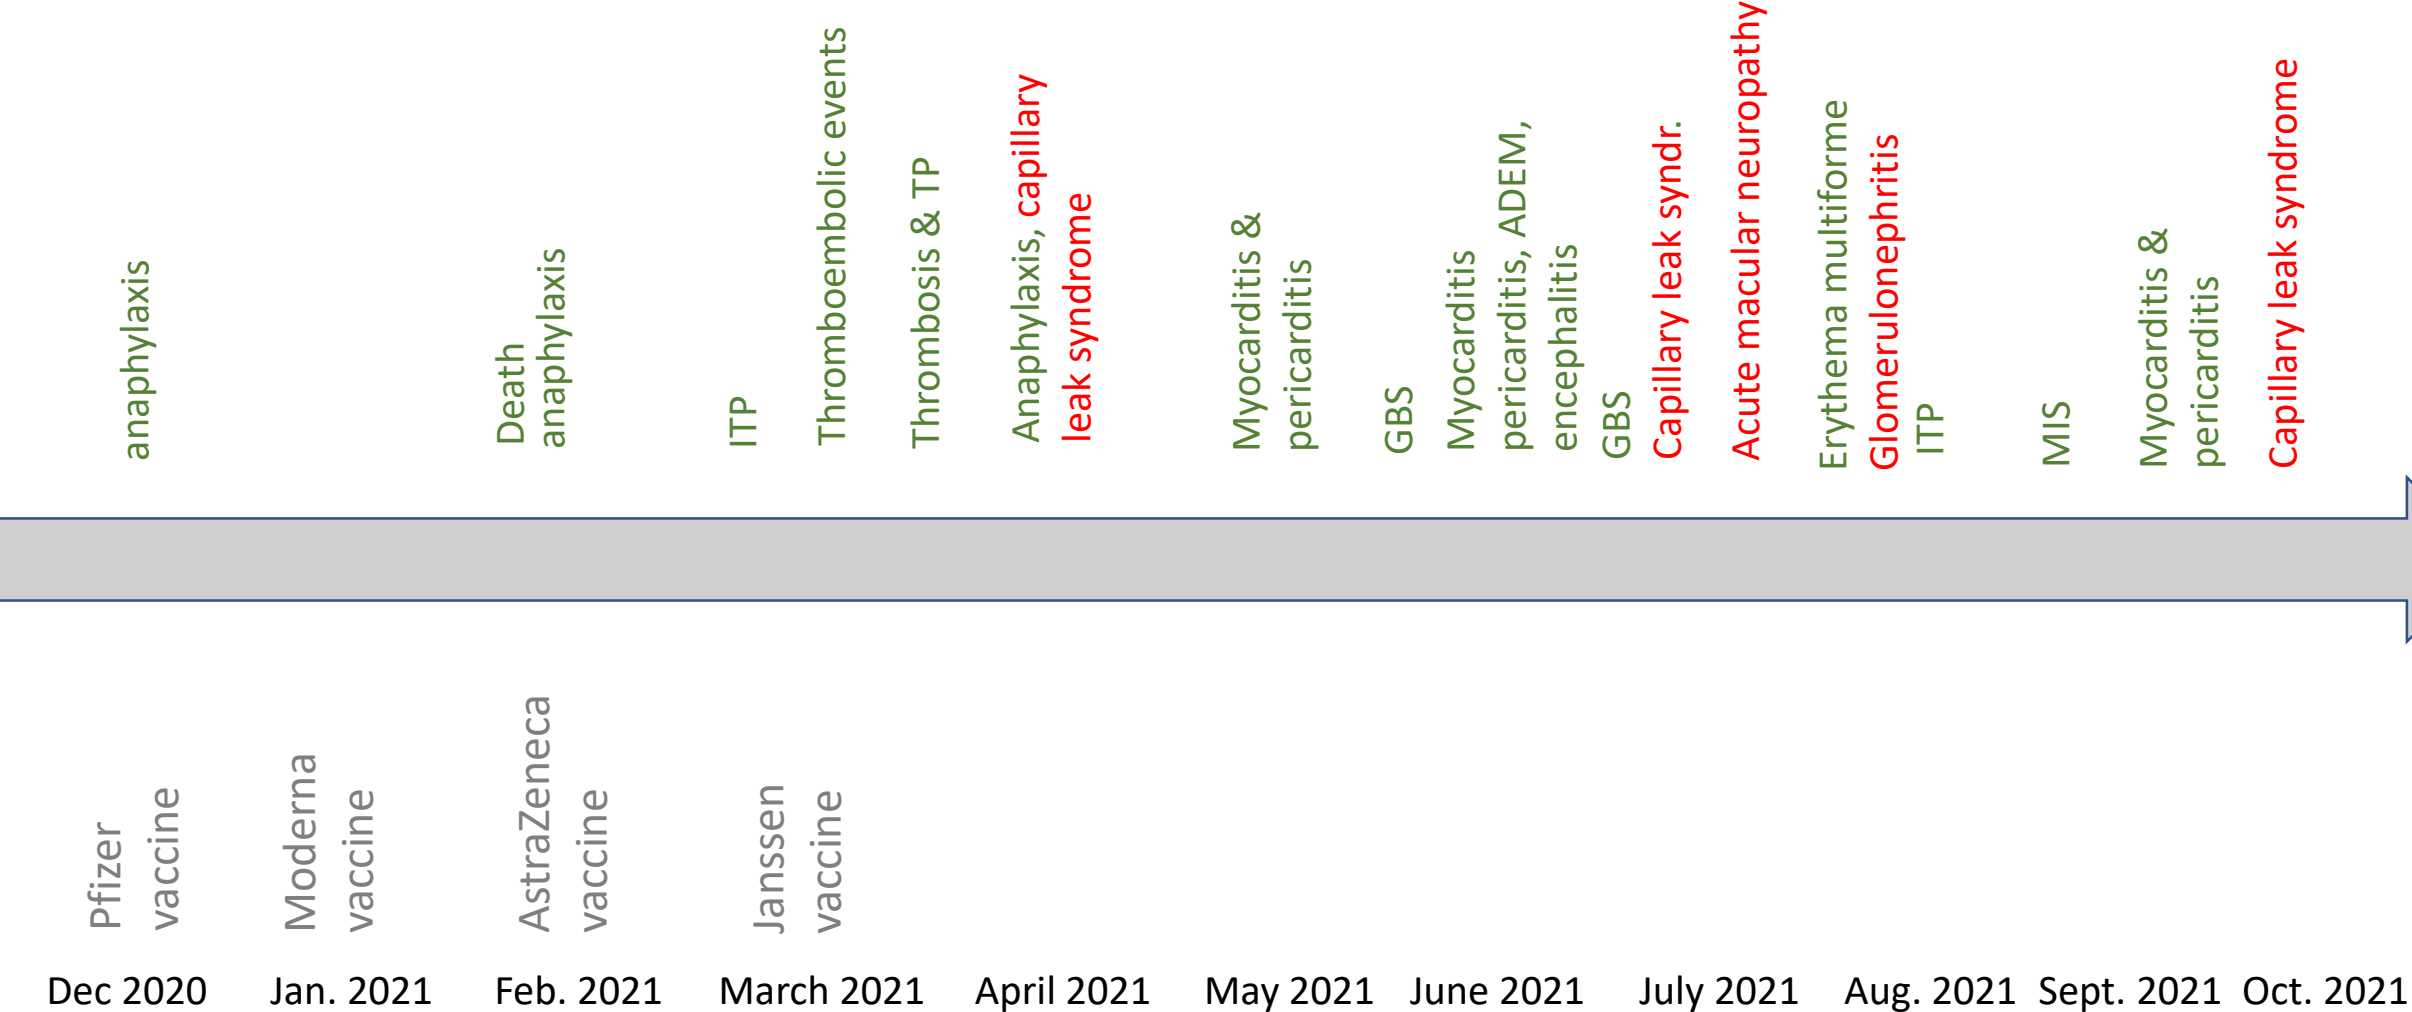 anaphylaxis
Death
anaphylaxis
ITP
Thromboembolic events
Thrombosis & TP
Anaphylaxis, capillary
leak syndrome
Myocarditis &
pericarditis
GBS
Myocarditis
pericarditis, ADEM,
encephalitis
GBS
Capillary leak syndr.
Acute macular neuropathy
Erythema multiforme
Glomerulonephritis
ITP
MIS
Myocarditis &
pericarditis
Capillary leak syndrome
Pfizer
vaccine
Moderna
vaccine
AstraZeneca
vaccine
Janssen
vaccine
Dec 2020 Jan. 2021 Feb. 2021 March 2021 April 2021 May 2021 June 2021 July 2021 Aug. 2021 Sept. 2021 Oct. 2021